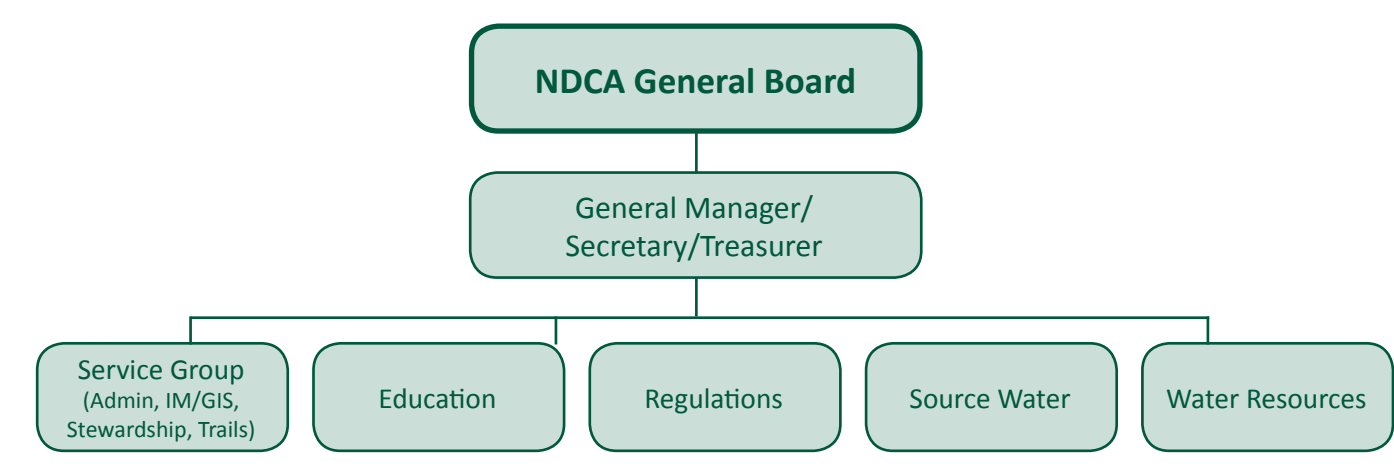 NDCA General Board
General Manager/
Secretary/Treasurer
Service Group
(Admin, IM/GIS,
Stewardship, Trails)
Education
Regulations
Source Water
Water Resources